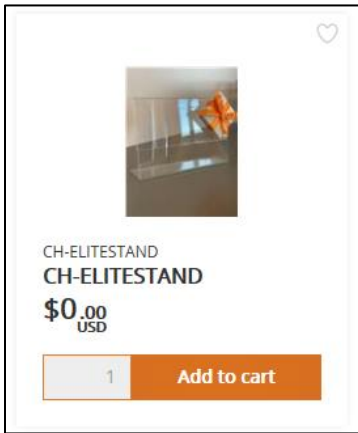 CH-ELITESTAND
CH-ELITESTAND
$0.00
USD
1 Add to cart